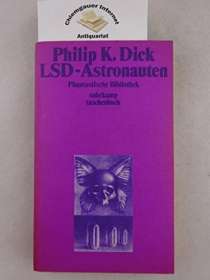 Chiemgauer Internet
Antiquariat
Philip K. Dick
LSD-Astronauten
Phantastische Bibliothek
suhrkamp
taschenbuch